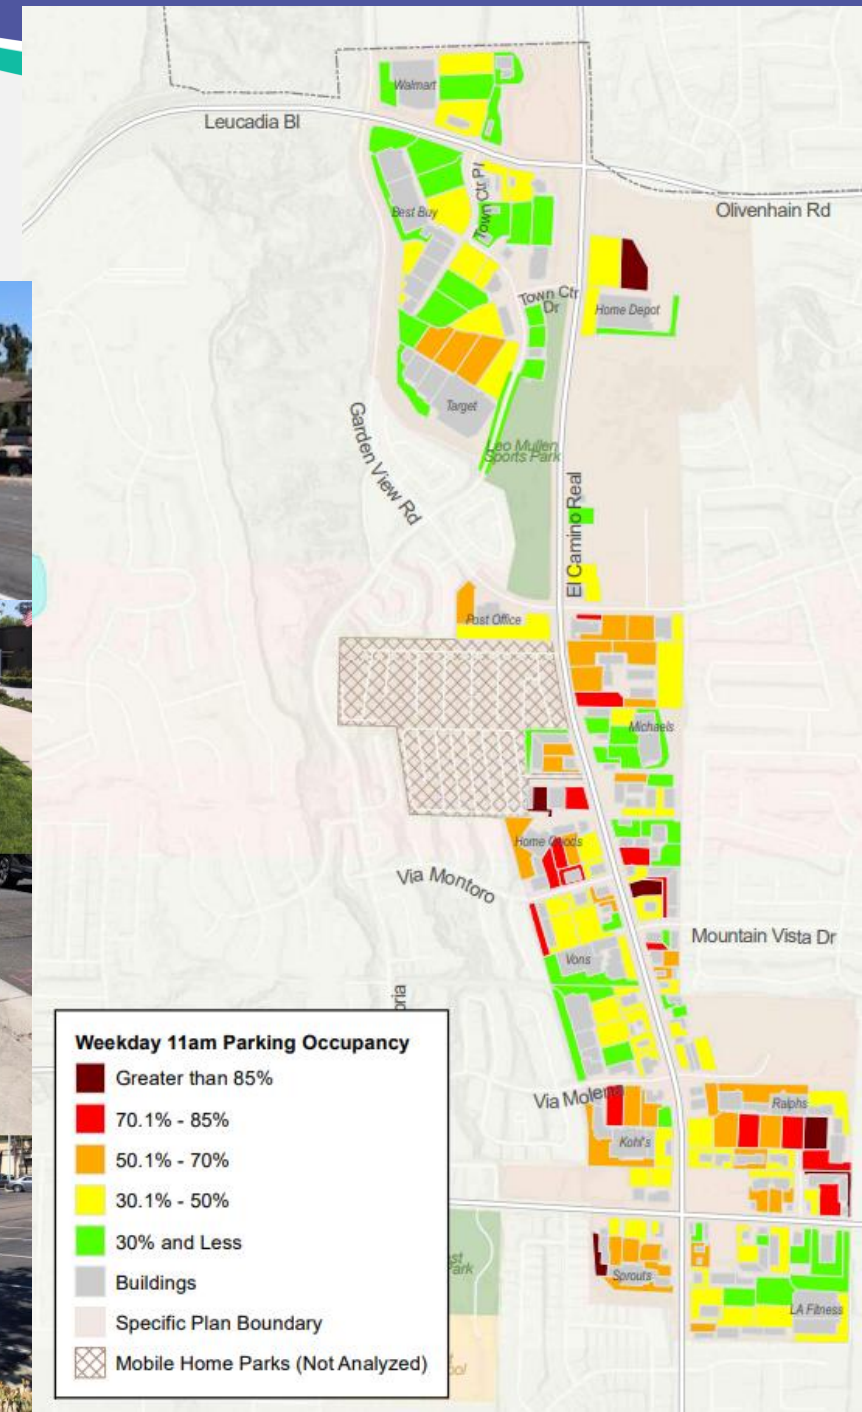 Walmart
Leucadia Bl
Town Ctr Pl
Best Buy
Olivenhain Rd
Town Ctr
Dr
Home Depot
Target
Garden View Rd
Leo Mullen
Sports Park
El Camino Real
Post Office
Michaels
Home Goods
Via Montoro
Mountain Vista Dr
Vons
oria
Via Molena
Ralphs
Kohl's
Sprouts
LA Fitness
Park
Weekday 11am Parking Occupancy
Greater than 85%
70.1% - 85%
50.1% - 70%
30.1% - 50%
30% and Less
Buildings
Specific Plan Boundary
Mobile Home Parks (Not Analyzed)